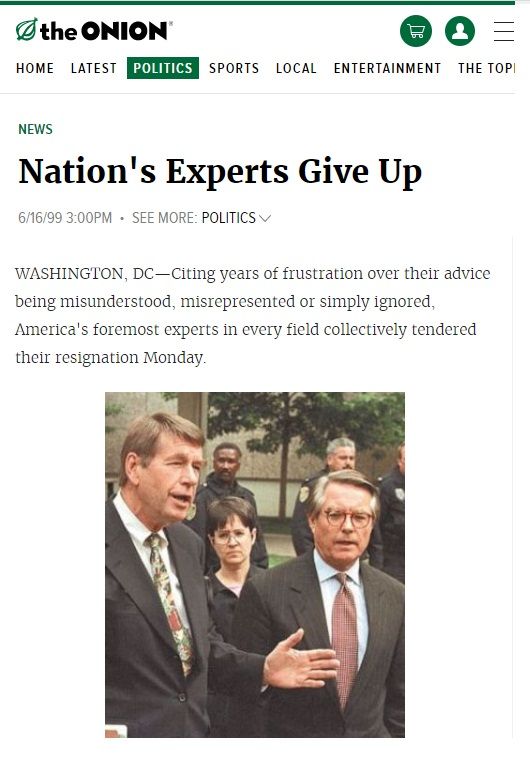 the ONION®
HOME LATEST POLITICS SPORTS LOCAL ENTERTAINMENT THE
NEWS
Nation's Experts Give Up
6/16/99 3:00PM • SEE MORE: POLITICS
WASHINGTON, DC—Citing years of frustration over their advice
being misunderstood, misrepresented or simply ignored,
America's foremost experts in every field collectively tendered
their resignation Monday.